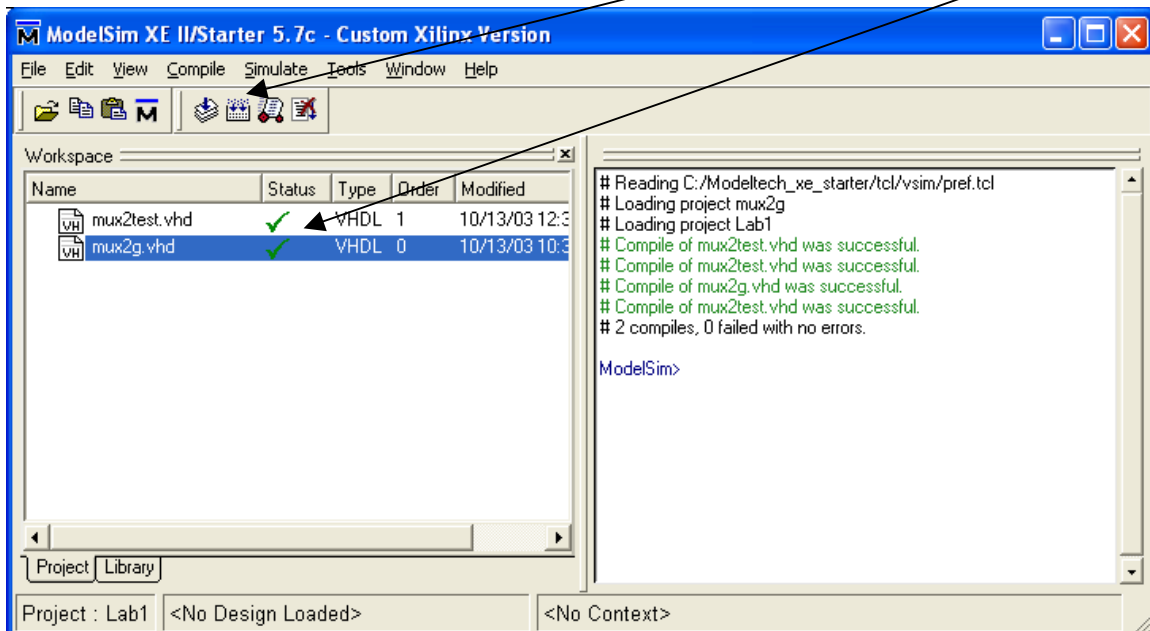 ModelSim XE II/Starter 5.7c - Custom Xilinx Version
File Edit View Compile Simulate Tools Window Help
Workspace
Name Status Type Order Modified
mux2test.vhd VHDL 1 10/13/03 12:3
mux2g.vhd VHDL 0 10/13/03 10:3
Project Library
# Reading C:/Modeltech_xe_starter/tcl/vsim/pref.tcl
# Loading project mux2g
# Loading project Lab1
# Compile of mux2test.vhd was successful.
# Compile of mux2test.vhd was successful.
# Compile of mux2g.vhd was successful.
# Compile of mux2test.vhd was successful.
# 2 compiles, 0 failed with no errors.
ModelSim>
Project : Lab1 <No Design Loaded> <No Context>